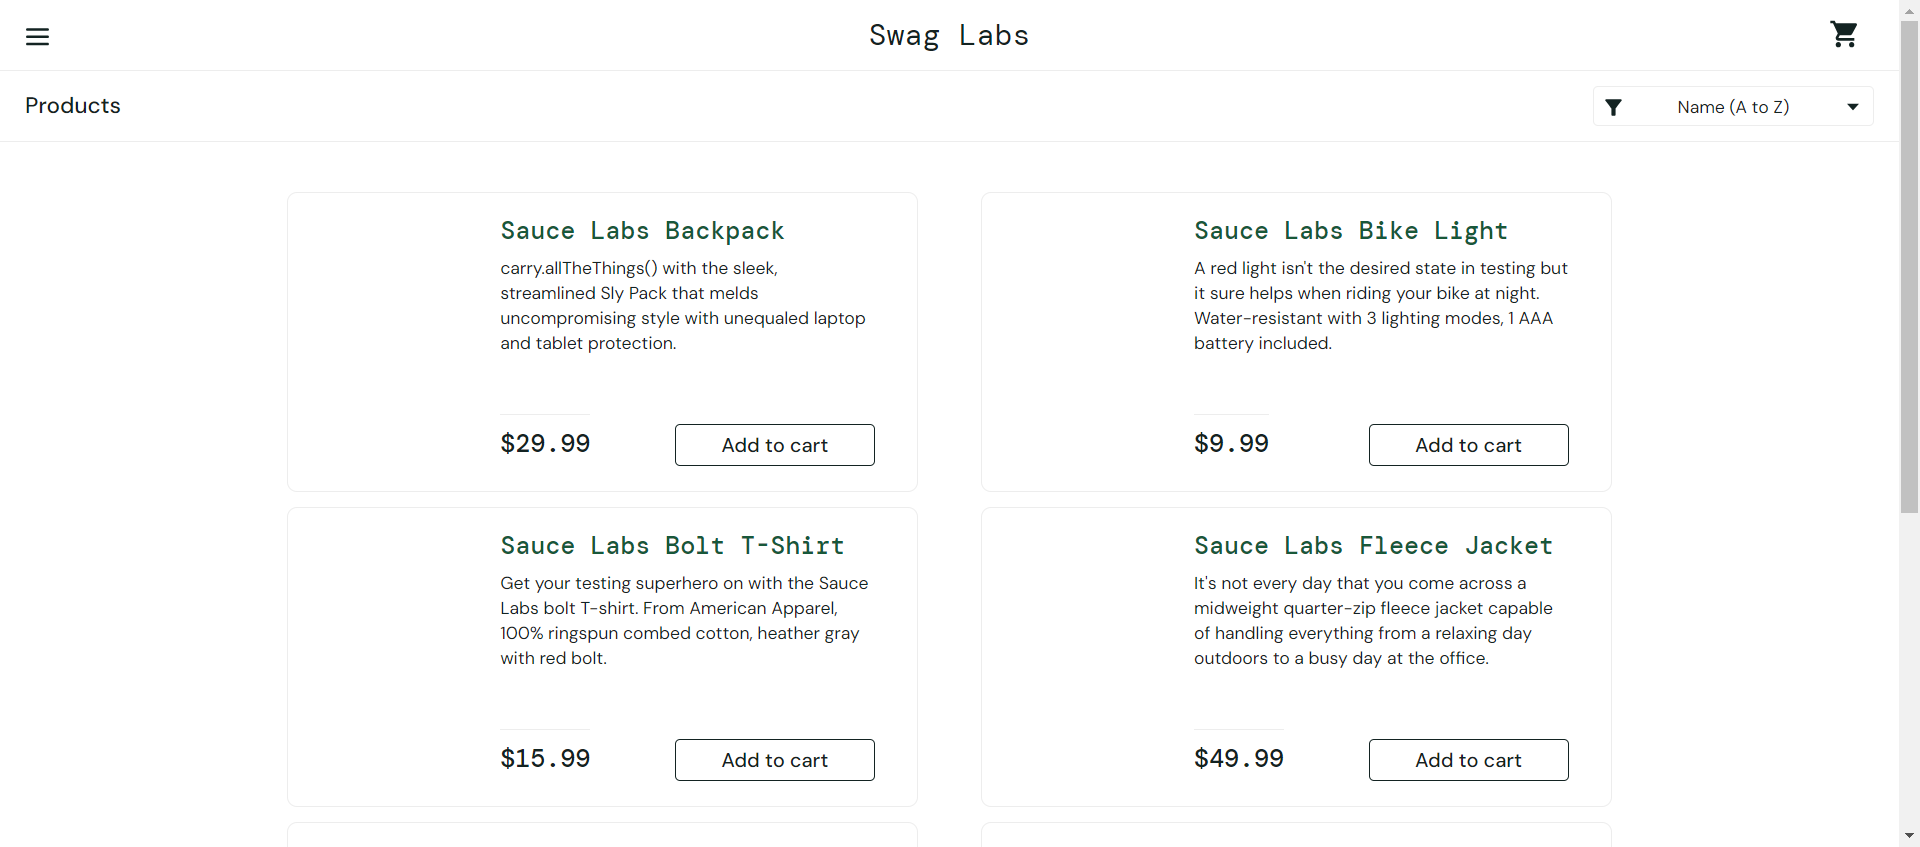 Swag Labs
Products
Name (A to Z)
Sauce Labs Backpack
carry.allTheThings() with the sleek,
streamlined Sly Pack that melds
uncompromising style with unequaled laptop
and tablet protection.
$29.99
Add to cart
Sauce Labs Bike Light
A red light isn't the desired state in testing but
it sure helps when riding your bike at night.
Water-resistant with 3 lighting modes, 1 AAA
battery included.
$9.99
Add to cart
Sauce Labs Bolt T-Shirt
Get your testing superhero on with the Sauce
Labs bolt T-shirt. From American Apparel,
100% ringspun combed cotton, heather gray
with red bolt.
$15.99
Add to cart
Sauce Labs Fleece Jacket
It's not every day that you come across a
midweight quarter-zip fleece jacket capable
of handling everything from a relaxing day
outdoors to a busy day at the office.
$49.99
Add to cart